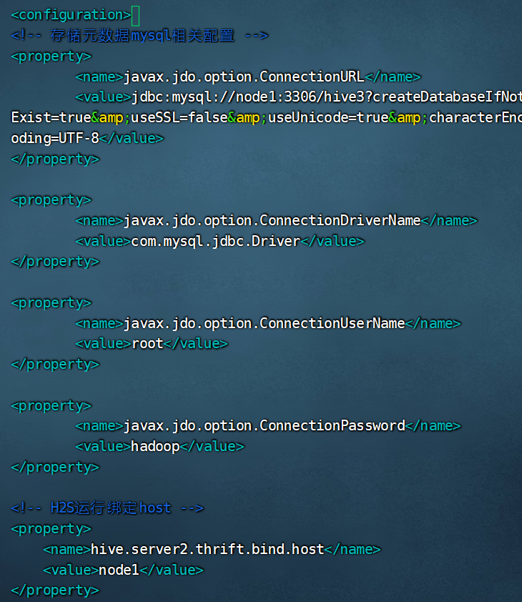 <configuration>
<!-- 存储元数据mysql相关配置 -->
<property>
<name>javax.jdo.option.ConnectionURL</name>
<value>jdbc:mysql://node1:3306/hive3?createDatabaseIfNot
Exist=true&amp;useSSL=false&amp;useUnicode=true&amp;characterEnc
oding=UTF-8</value>
</property>
<property>
<name>javax.jdo.option.ConnectionDriverName</name>
<value>com.mysql.jdbc.Driver</value>
</property>
<property>
<name>javax.jdo.option.ConnectionUserName</name>
<value>root</value>
</property>
<property>
<name>javax.jdo.option.ConnectionPassword</name>
<value>hadoop</value>
</property>
<!-- H2S运行绑定host -->
<property>
<name>hive.server2.thrift.bind.host</name>
<value>node1</value>
</property>